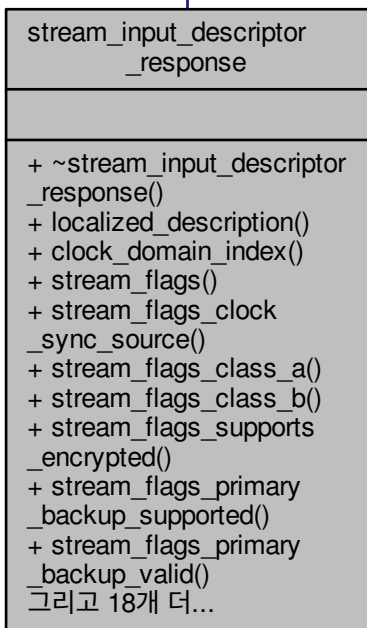 stream_input_descriptor
_response
+ ~stream_input_descriptor
_response()
+ localized_description()
+ clock_domain_index()
+ stream_flags()
+ stream_flags_clock
_sync_source()
+ stream_flags_class_a()
+ stream_flags_class_b()
+ stream_flags_supports
_encrypted()
+ stream_flags_primary
_backup_supported()
+ stream_flags_primary
_backup_valid()
그리고 18개 더...